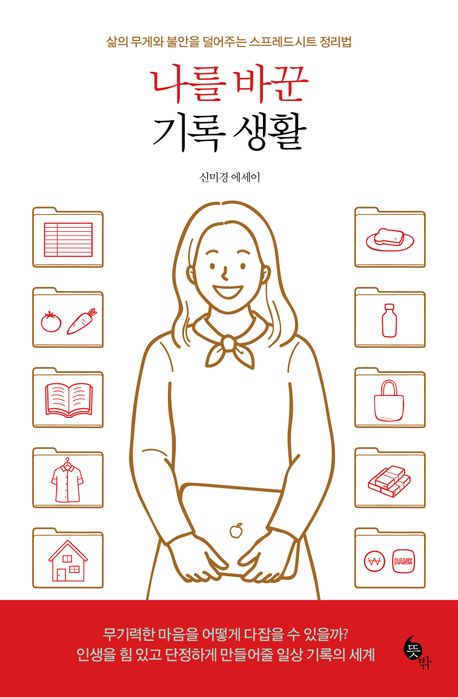 삶의 무게와 불안을 덜어주는 스프레드시트 정리법
나를 바꾼
기록 생활
신미경 에세이
₩
BANK
무기력한 마음을 어떻게 다잡을 수 있을까?
인생을 힘 있고 단정하게 만들어줄 일상 기록의 세계
뜻밖